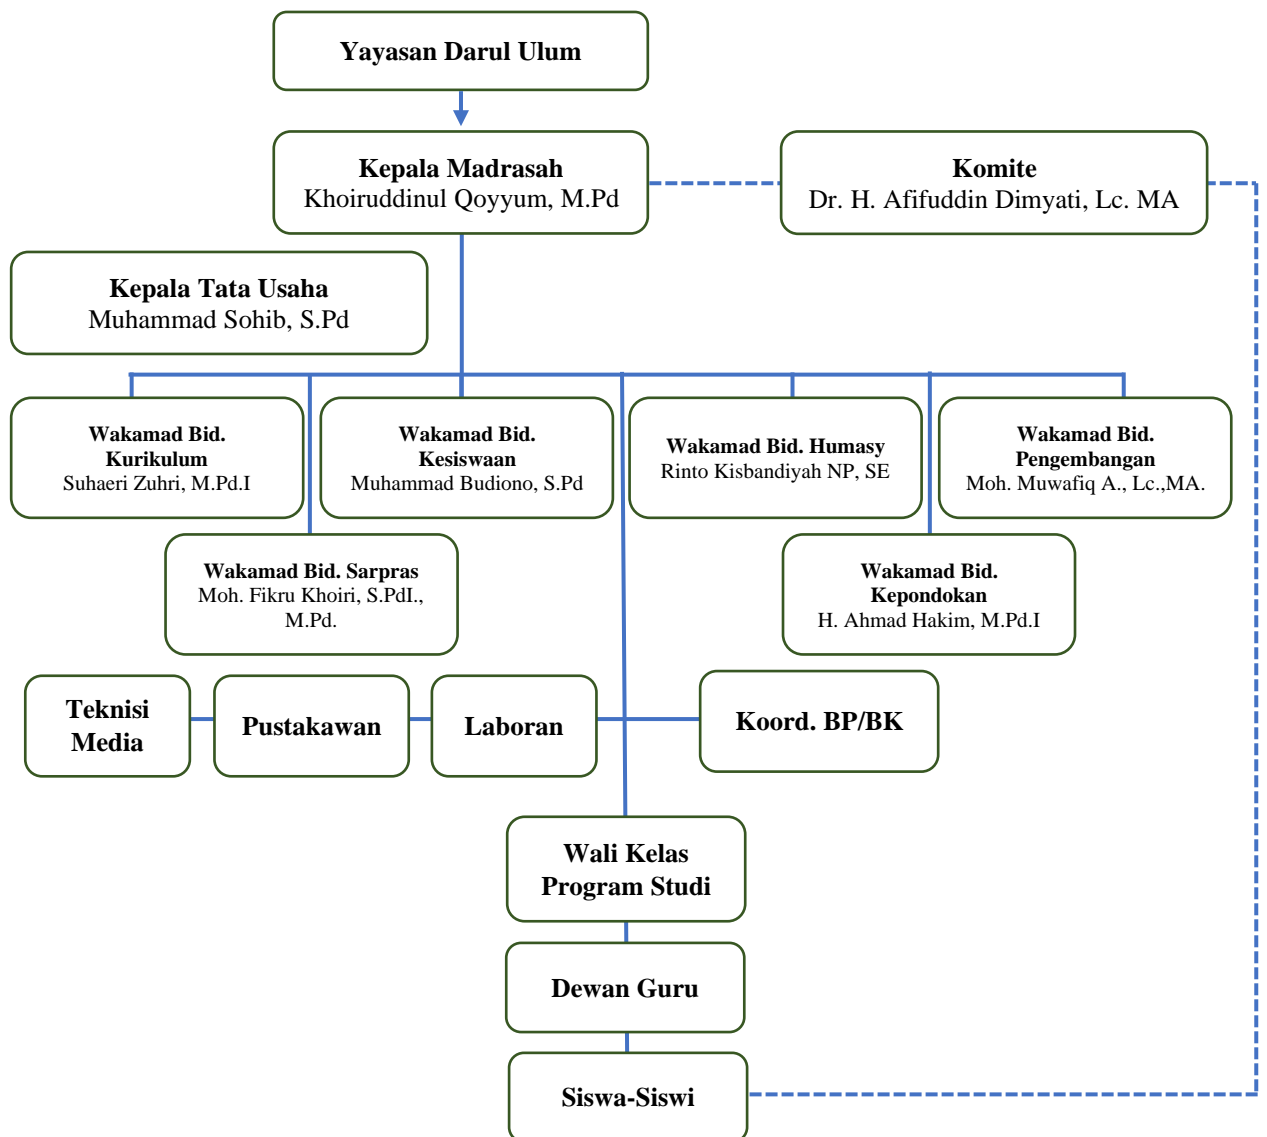 Yayasan Darul Ulum
Kepala Madrasah
Khoiruddinul Qoyyum, M.Pd
Komite
Dr. H. Afifuddin Dimyati, Lc. MA
Kepala Tata Usaha
Muhammad Sohib, S.Pd
Wakamad Bid.
Kurikulum
Suhaeri Zuhri, M.Pd.I
Wakamad Bid.
Kesiswaan
Muhammad Budiono, S.Pd
Wakamad Bid. Humasy
Rinto Kisbandiyah NP, SE
Wakamad Bid.
Pengembangan
Moh. Muwafiq A., Lc.,MA.
Wakamad Bid. Sarpras
Moh. Fikru Khoiri, S.PdI.,
M.Pd.
Wakamad Bid.
Kepondokan
H. Ahmad Hakim, M.Pd.I
Teknisi
Media
Pustakawan
Laboran
Koord. BP/BK
Wali Kelas
Program Studi
Dewan Guru
Siswa-Siswi